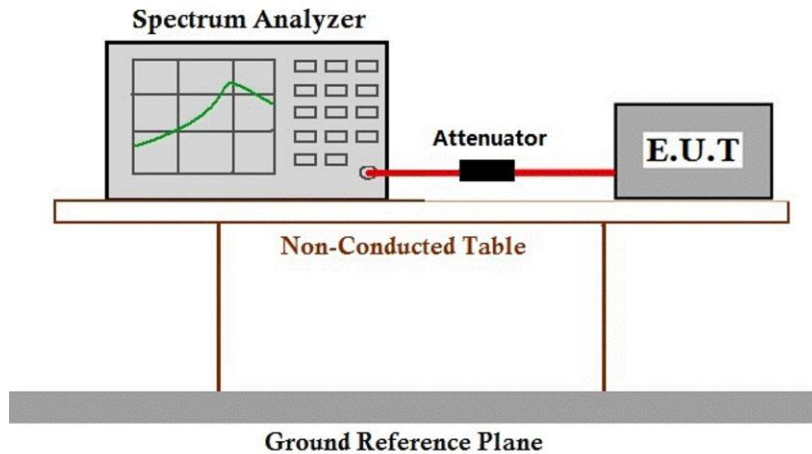 Spectrum Analyzer
Attenuator
E.U.T
Non-Conducted Table
Ground Reference Plane